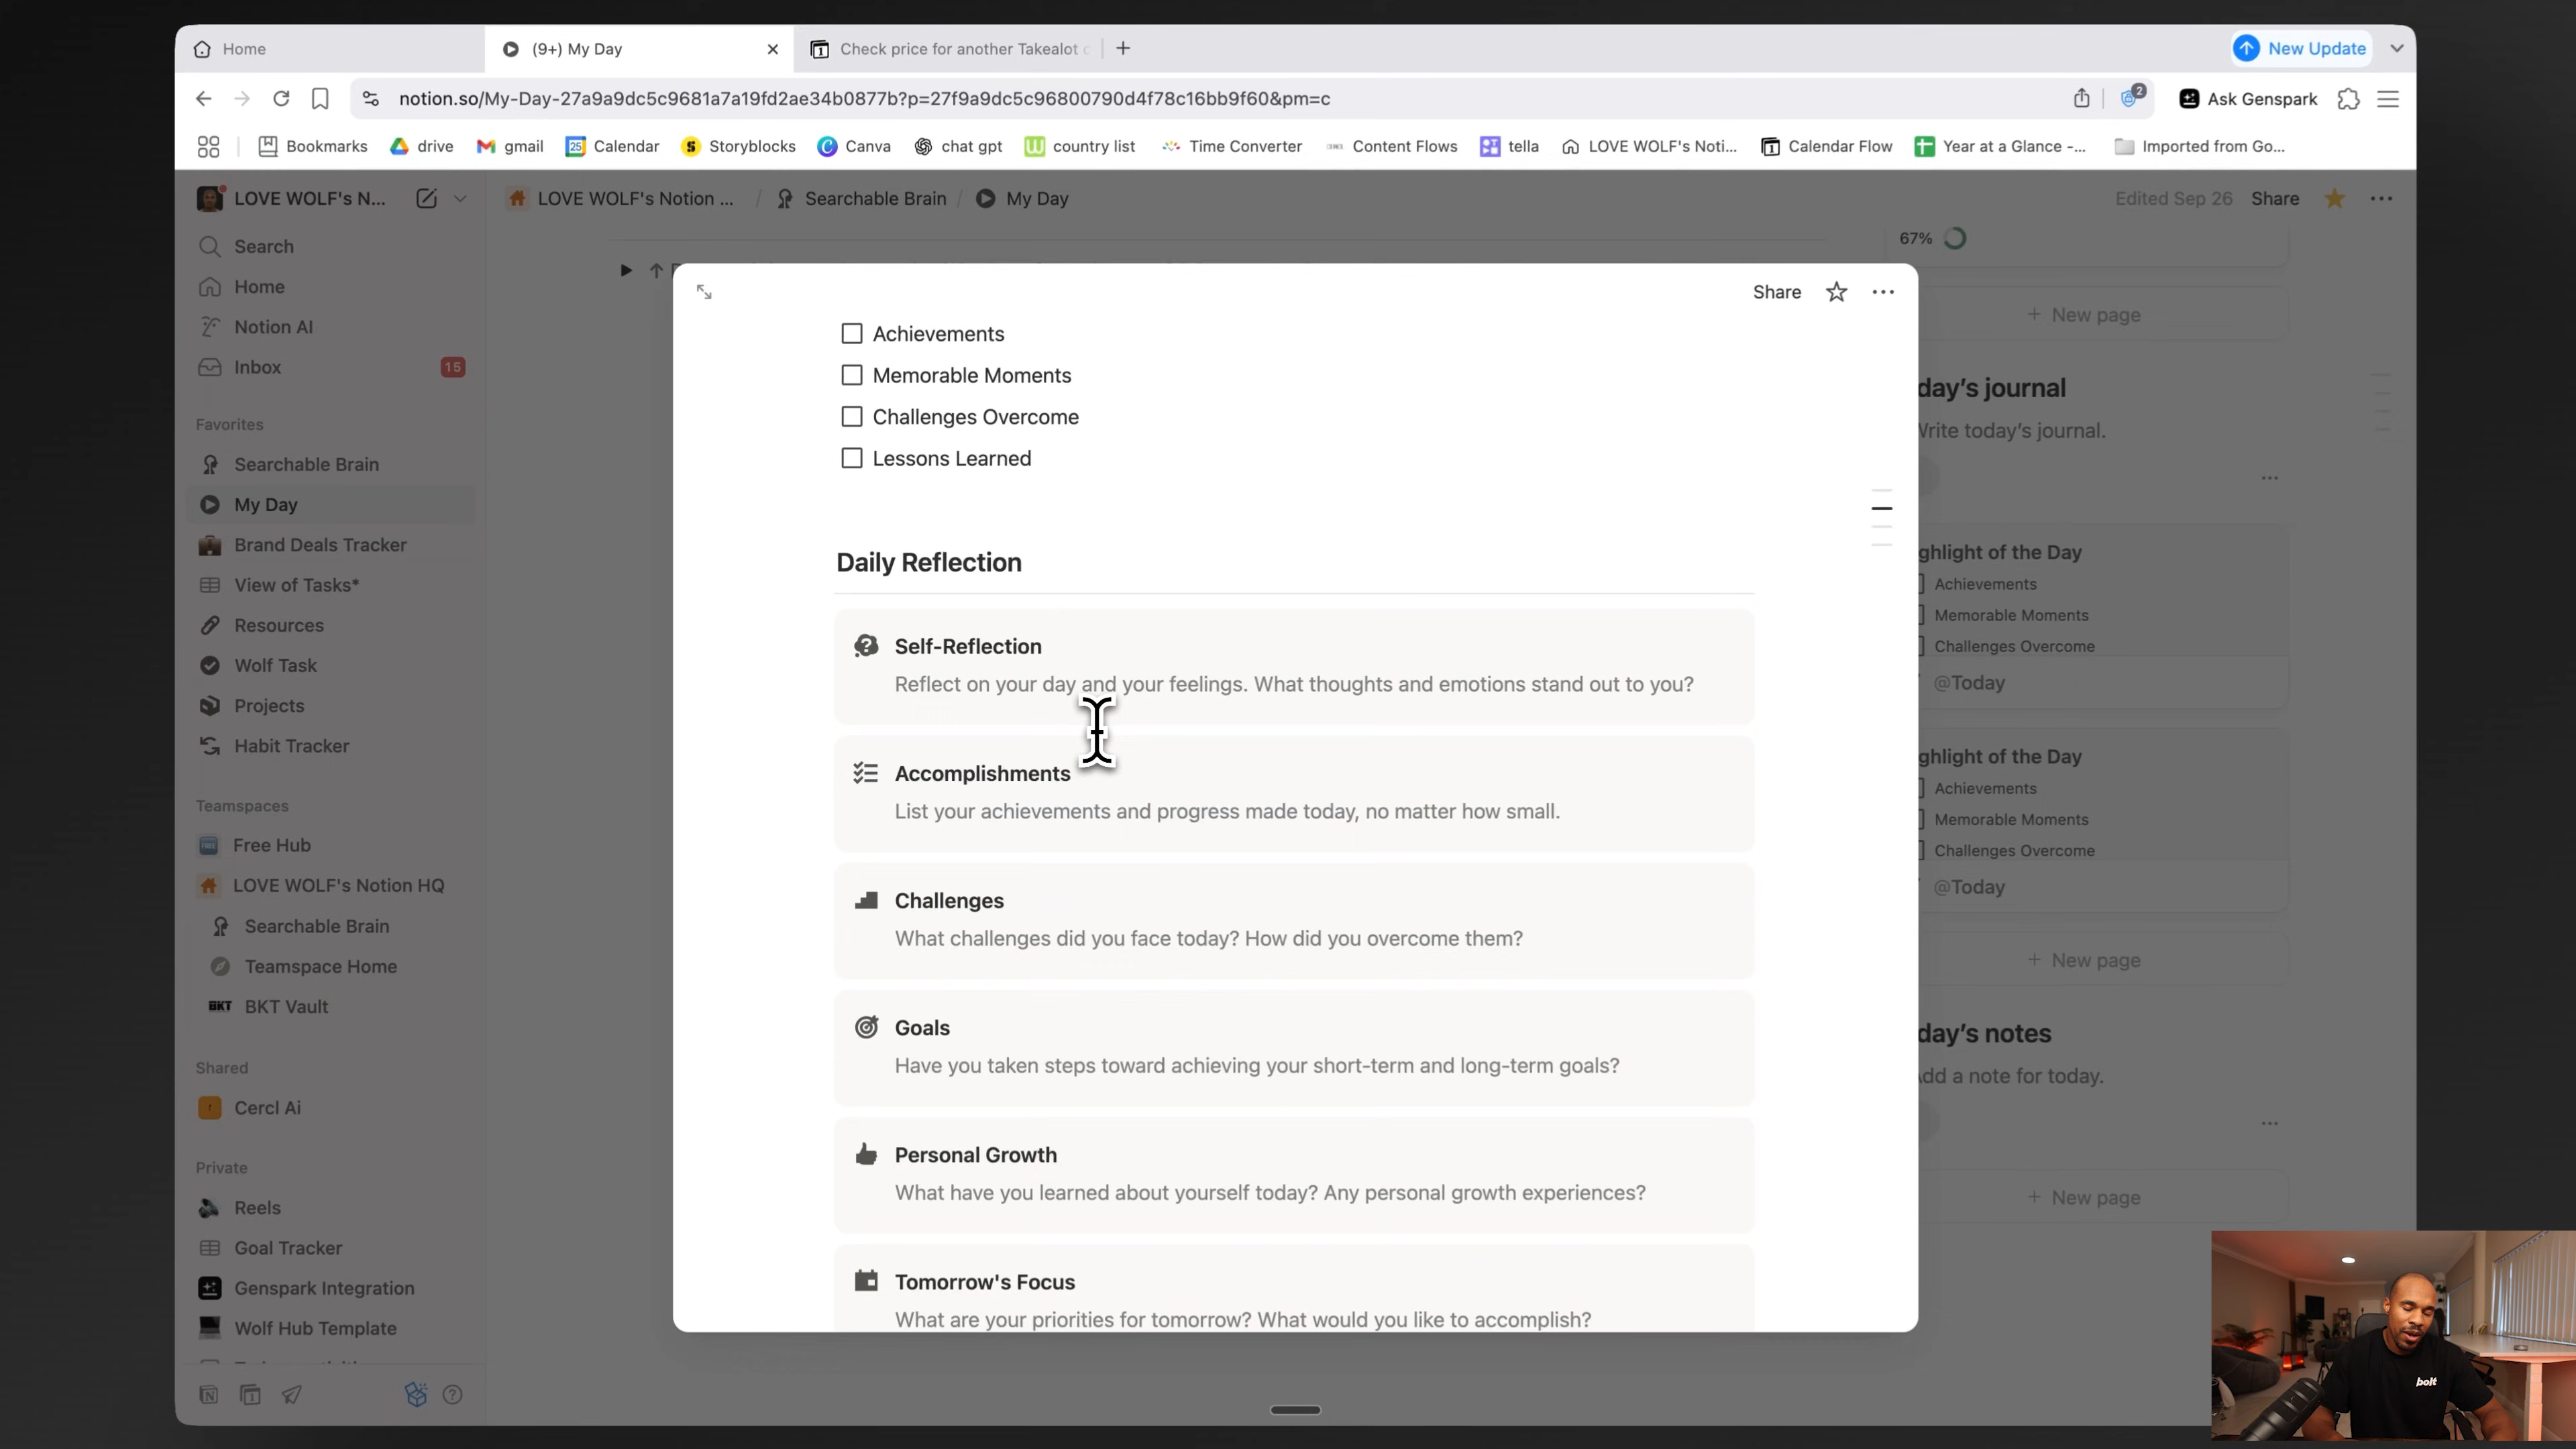 Home
(9+) My Day
Check price for another Takealot
New Update
notion.so/My-Day-27a9a9dc5c9681a7a19fd2ae34b0877b?p=27f9a9dc5c96800790d4f78c16bb9f60&pm=c
2
Ask Genspark
Bookmarks
drive
gmail
25
Calendar
Storyblocks
Canva
chat gpt
country list
Time Converter
Content Flows
tella
LOVE WOLF's Noti...
Calendar Flow
Year at a Glance -...
Imported from Go...
LOVE WOLF's N...
LOVE WOLF's Notion ... / Searchable Brain / My Day
Edited Sep 26
Share
Search
Home
Notion AI
Inbox
15
Favorites
Searchable Brain
My Day
Brand Deals Tracker
View of Tasks*
Resources
Wolf Task
Projects
Habit Tracker
Teamspaces
FREE
Free Hub
LOVE WOLF's Notion HQ
Searchable Brain
Teamspace Home
BKT
BKT Vault
Shared
Cercl Ai
Private
Reels
Goal Tracker
Genspark Integration
Wolf Hub Template
Share
Achievements
Memorable Moments
Challenges Overcome
Lessons Learned
Daily Reflection
Self-Reflection
Reflect on your day and your feelings. What thoughts and emotions stand out to you?
Accomplishments
List your achievements and progress made today, no matter how small.
Challenges
What challenges did you face today? How did you overcome them?
Goals
Have you taken steps toward achieving your short-term and long-term goals?
Personal Growth
What have you learned about yourself today? Any personal growth experiences?
Tomorrow's Focus
What are your priorities for tomorrow? What would you like to accomplish?
67%
+ New page
day's journal
Write today's journal.
ghlight of the Day
Achievements
Memorable Moments
Challenges Overcome
@Today
ghlight of the Day
Achievements
Memorable Moments
Challenges Overcome
@Today
+ New page
day's notes
dd a note for today.
+ New page
bolt